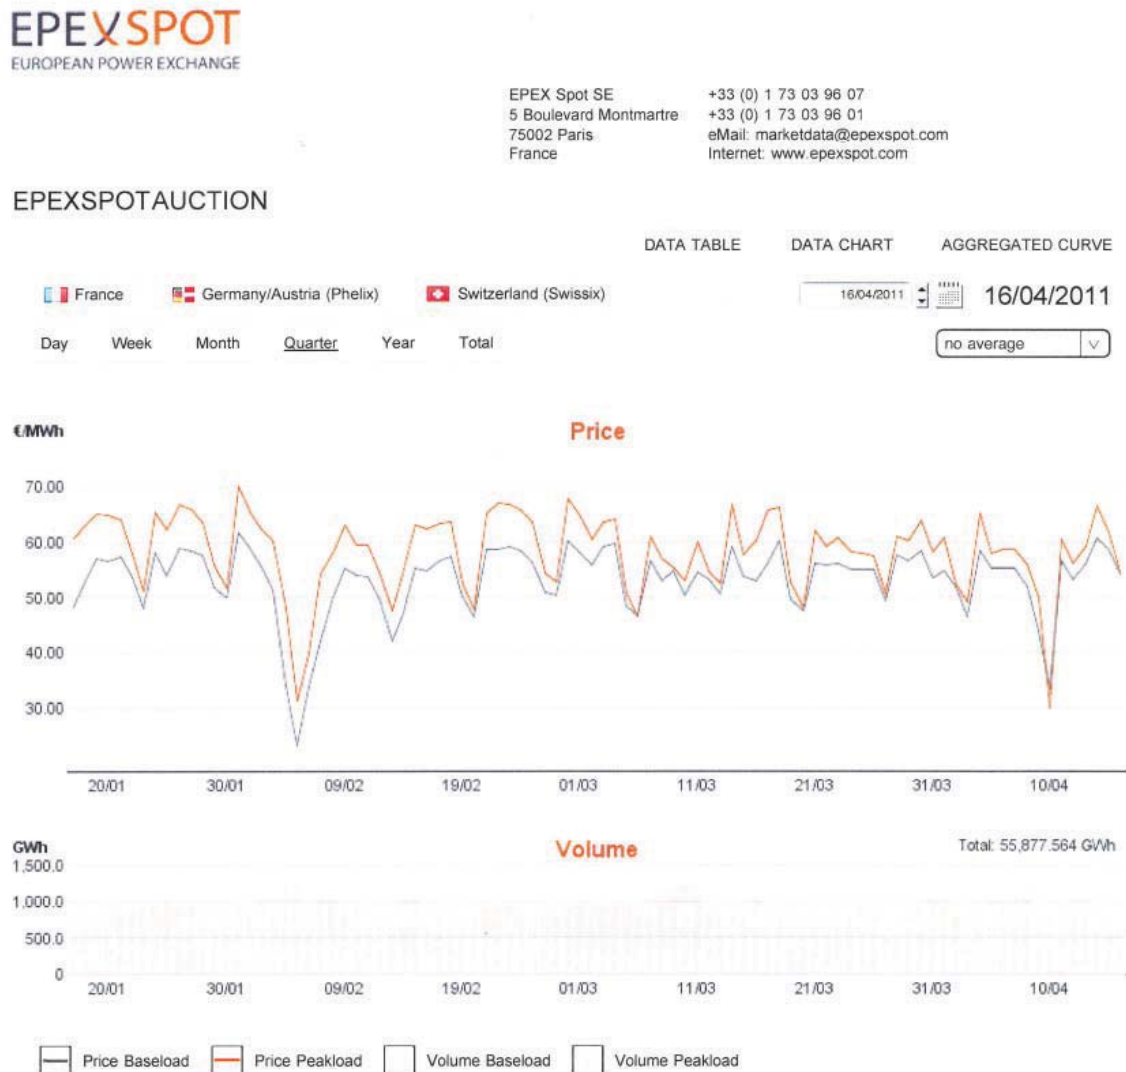 EPEXSPOT
EUROPEAN POWER EXCHANGE
EPEX Spot SE +33 (0) 1 73 03 96 07
5 Boulevard Montmartre +33 (0) 1 73 03 96 01
75002 Paris eMail: marketdata@epexspot.com
France Internet: www.epexspot.com
EPEXSPOTAUCTION
DATA TABLE DATA CHART AGGREGATED CURVE
France Germany/Austria (Phelix) Switzerland (Swissix) 16/04/2011 16/04/2011
Day Week Month Quarter Year Total no average
€/MWh Price
70.00
60.00
50.00
40.00
30.00
20/01 30/01 09/02 19/02 01/03 11/03 21/03 31/03 10/04
GWh Volume Total: 55,877.564 GWh
1,500.0
1,000.0
500.0
0
20/01 30/01 09/02 19/02 01/03 11/03 21/03 31/03 10/04
Price Baseload Price Peakload Volume Baseload Volume Peakload